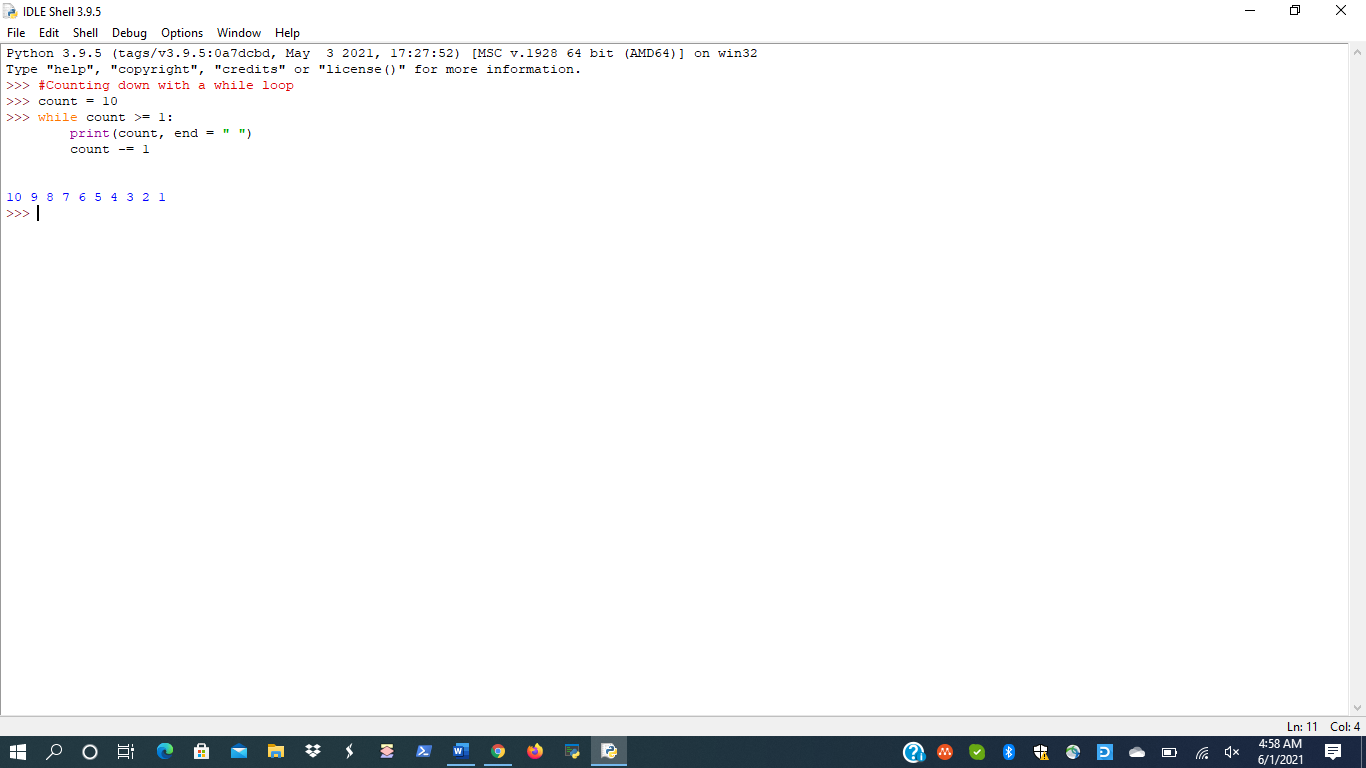 IDLE Shell 3.9.5
File Edit Shell Debug Options Window Help
Python 3.9.5 (tags/v3.9.5:0a7dcbd, May  3 2021, 17:27:52) [MSC v.1928 64 bit (AMD64)] on win32
Type "help", "copyright", "credits" or "license()" for more information.
>>> #Counting down with a while loop
>>> count = 10
>>> while count >= 1:
        print(count, end = " ")
        count -= 1
10 9 8 7 6 5 4 3 2 1
>>>
Ln: 11 Col: 4
4:58 AM
6/1/2021